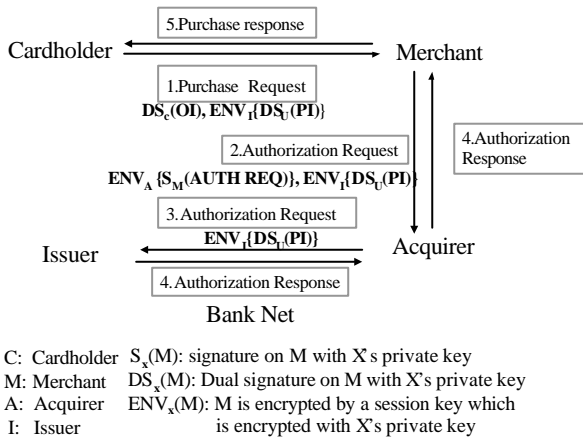 5.Purchase response
Cardholder
Merchant
1.Purchase Request
DSc(OI), ENVI{DSU(PI)}
2.Authorization Request
4.Authorization
Response
ENVA {SM(AUTH REQ)}, ENVI{DSU(PI)}
3. Authorization Request
ENVI{DSU(PI)}
Issuer
Acquirer
4.Authorization Response
Bank Net
C: Cardholder Sx(M): signature on M with X's private key
M: Merchant DSx(M): Dual signature on M with X's private key
A: Acquirer ENVx(M): M is encrypted by a session key which
I: Issuer is encrypted with X's private key